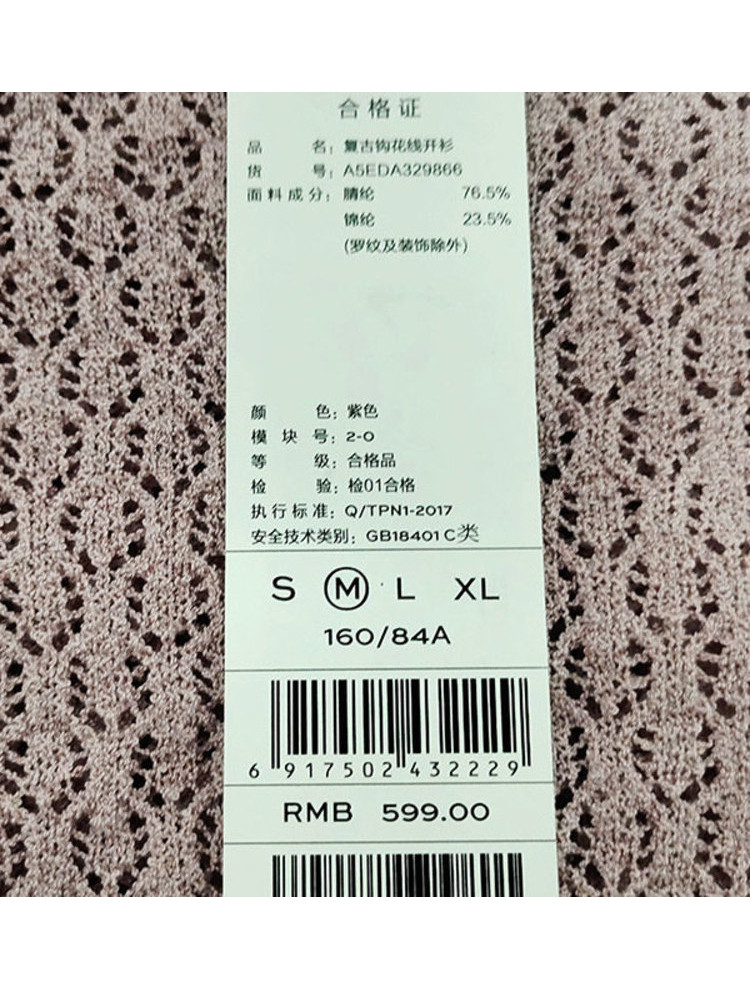 合格证
品 名：复古钩花线开衫
货 号：A5EDA329866
面料成分：腈纶 76.5%
锦纶 23.5%
(罗纹及装饰除外)
颜 色：紫色
模 块 号：2-0
等 级：合格品
检 验：检01合格
执行标准：Q/TPN1-2017
安全技术类别：GB18401 C类
S M L XL
160/84A
6 917502 432229
RMB 599.00